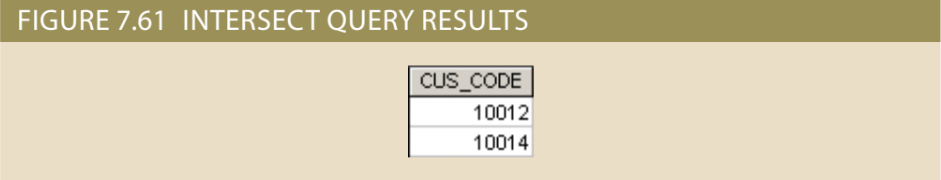 FIGURE 7.61 INTERSECT QUERY RESULTS
CUS_CODE
10012
10014